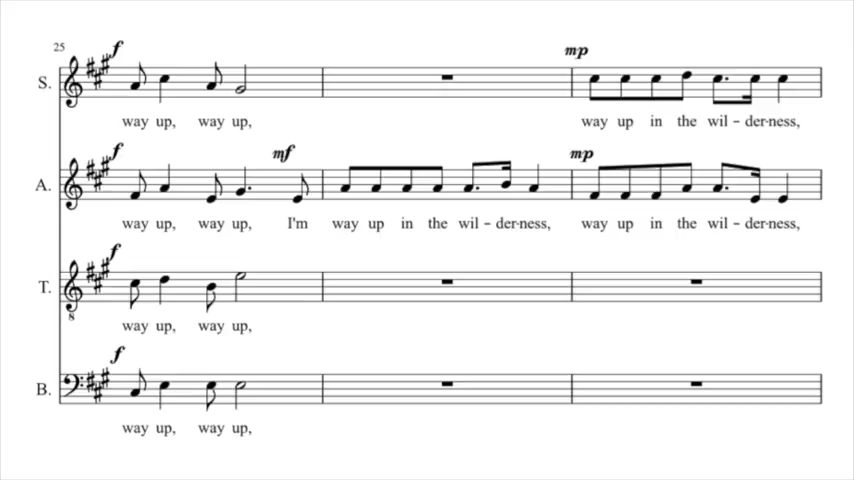 25 f mp
S.
way up, way up, way up in the wil - der-ness,
f mf mp
A.
way up, way up, I'm way up in the wil - der-ness, way up in the wil - der-ness,
f
T.
8
way up, way up,
f
B.
way up, way up,